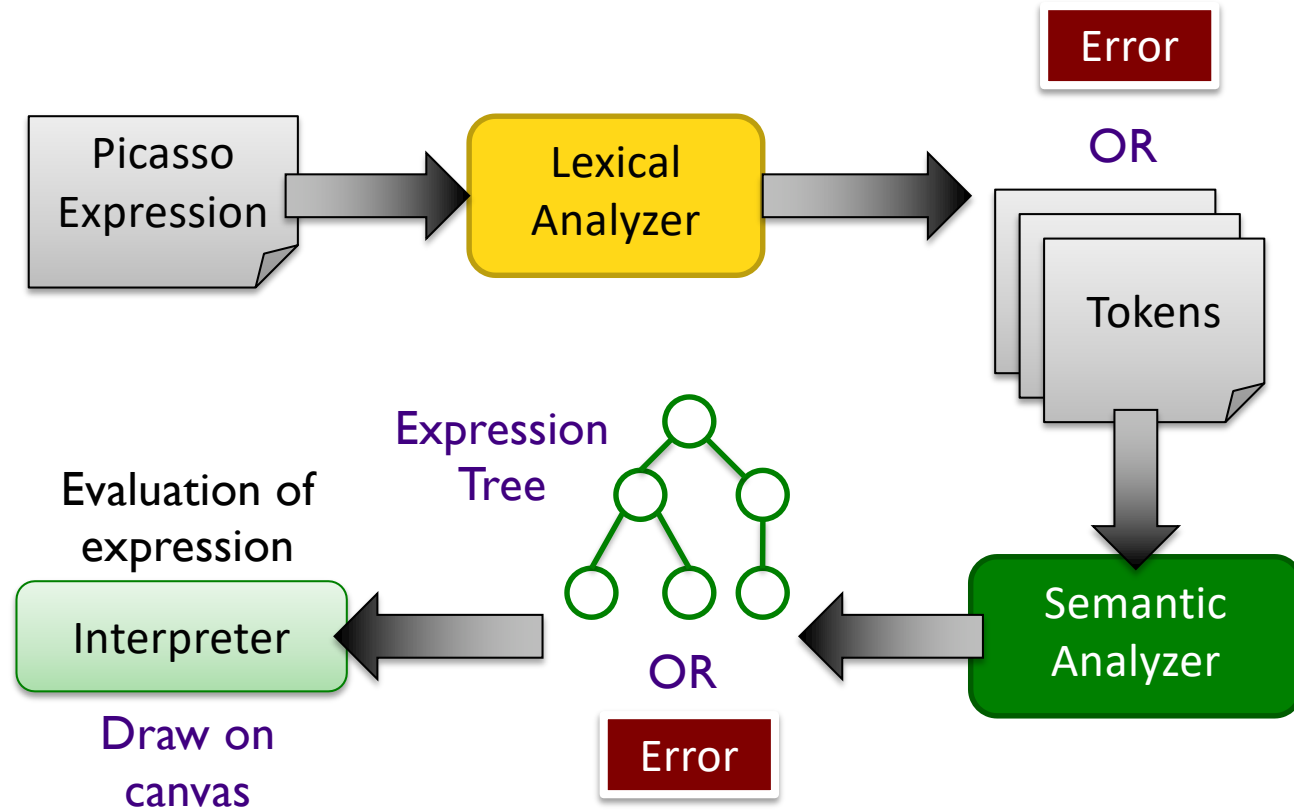 Error
OR
Picasso
Expression
Lexical
Analyzer
Tokens
Expression
Tree
Evaluation of
expression
Interpreter
Draw on
canvas
OR
Error
Semantic
Analyzer